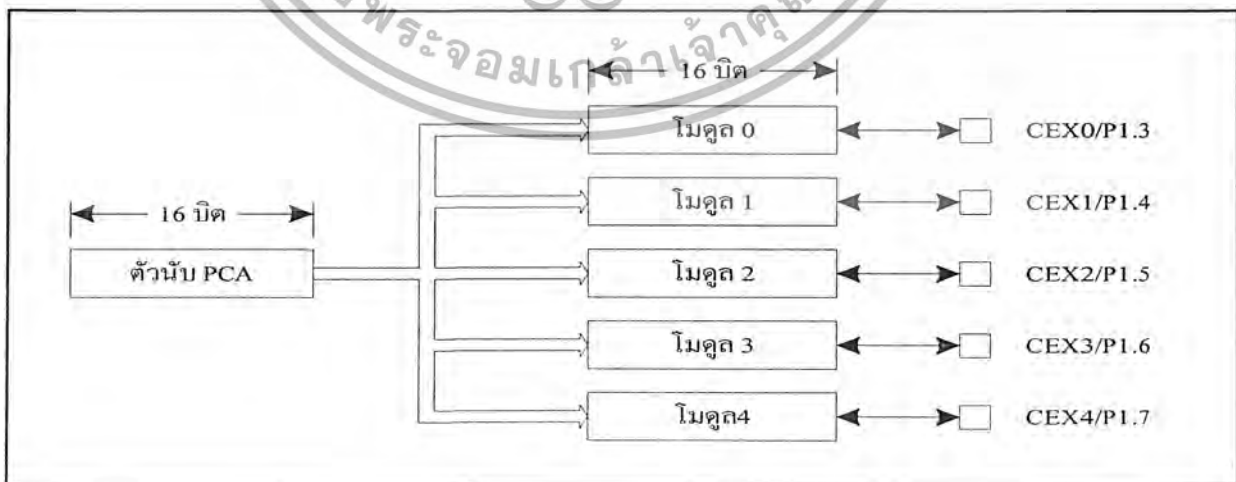 พระจอมเกล้าเจ้าคุณ
16 บิต
โมดูล 0
CEX0/P1.3
โมดูล 1
CEX1/P1.4
16 บิต
ตัวนับ PCA
โมดูล 2
CEX2/P1.5
โมดูล 3
CEX3/P1.6
โมดูล4
CEX4/P1.7